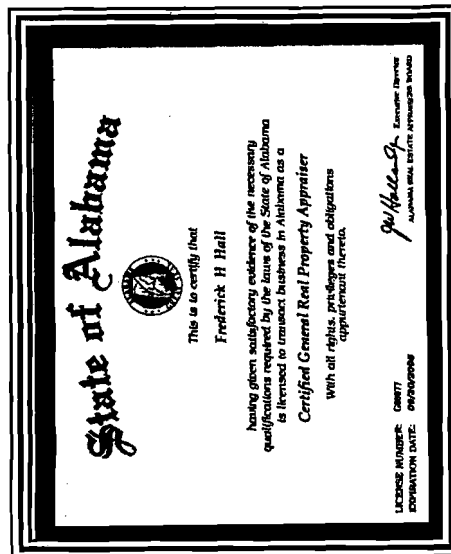 State of Alabama
This is to certify that
Frederick H Hall
having given satisfactory evidence of the necessary
qualifications required by the laws of the State of Alabama
is licensed to transact business in Alabama as a
Certified General Real Property Appraiser
With all rights, privileges and obligations
appurtenant thereto.
LICENSE NUMBER:
EXPIRATION DATE:
Executive Director
ALABAMA REAL ESTATE APPRAISERS BOARD